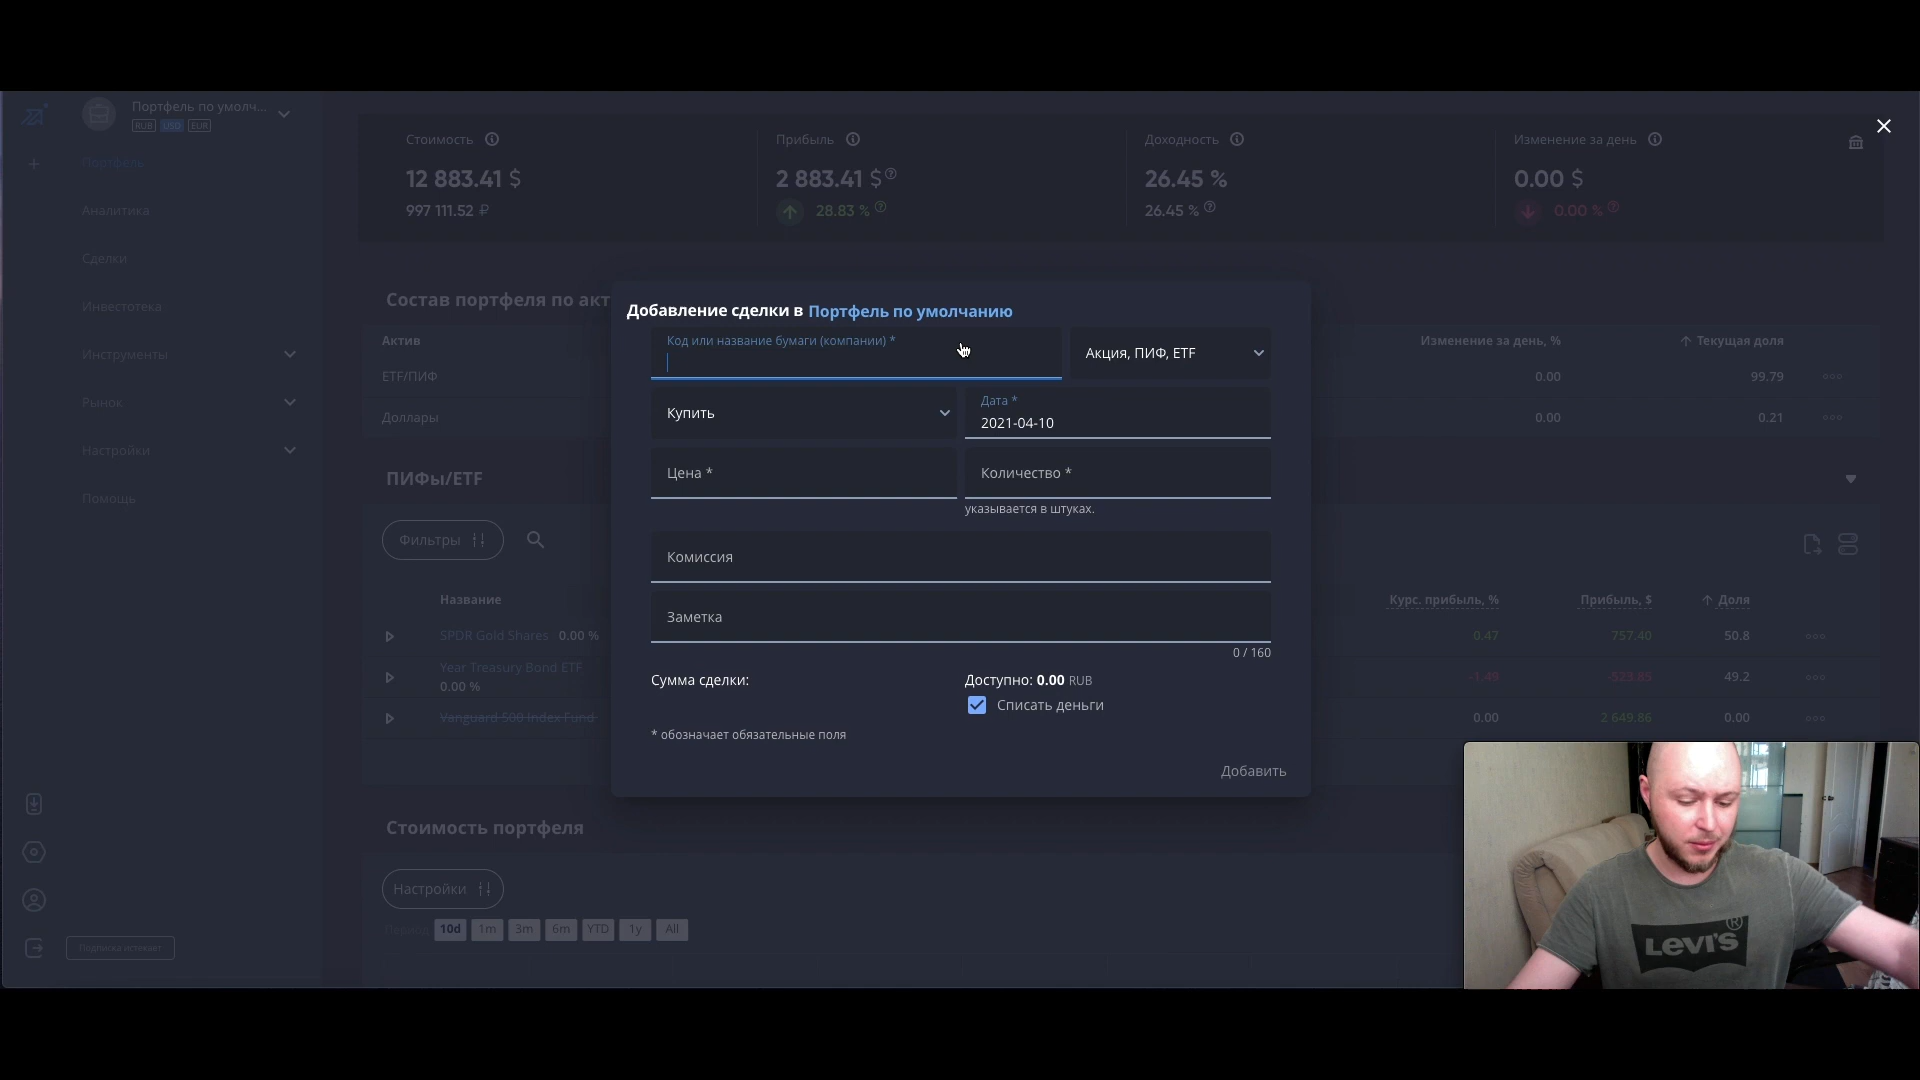 Портфель по умолч...
RUB USD EUR
Портфель
Аналитика
Сделки
Инвестотека
Инструменты
Рынок
Настройки
Помощь
Подписка истекает
Стоимость
12 883.41 $
997 111.52 ₽
Прибыль
2 883.41 $
28.83 %
Доходность
26.45 %
26.45 %
Изменение за день
0.00 $
0.00 %
Состав портфеля по акт
Актив
Изменение за день, %
Текущая доля
ETF/ПИФ
0.00
99.79
Доллары
0.00
0.21
ПИФы/ETF
Фильтры
Название
Курс. прибыль, %
Прибыль, $
Доля
SPDR Gold Shares 0.00 %
0.47
757.40
50.8
Year Treasury Bond ETF
0.00 %
-1.49
-523.85
49.2
Vanguard 500 Index Fund
0.00
2 649.86
0.00
Стоимость портфеля
Настройки
Период 10d 1m 3m 6m YTD 1y All
Добавление сделки в Портфель по умолчанию
Код или название бумаги (компании) *
Акция, ПИФ, ETF
Купить
Дата *
2021-04-10
Цена *
Количество *
указывается в штуках.
Комиссия
Заметка
0 / 160
Сумма сделки:
Доступно: 0.00 RUB
Списать деньги
* обозначает обязательные поля
Добавить
LEVI'S